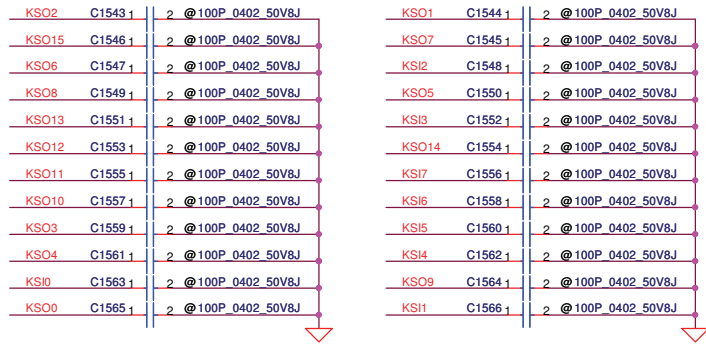 KSO2 C1543 1 2 @100P_0402_50V8J
KSO15 C1546 1 2 @100P_0402_50V8J
KSO6 C1547 1 2 @100P_0402_50V8J
KSO8 C1549 1 2 @100P_0402_50V8J
KSO13 C1551 1 2 @100P_0402_50V8J
KSO12 C1553 1 2 @100P_0402_50V8J
KSO11 C1555 1 2 @100P_0402_50V8J
KSO10 C1557 1 2 @100P_0402_50V8J
KSO3 C1559 1 2 @100P_0402_50V8J
KSO4 C1561 1 2 @100P_0402_50V8J
KSI0 C1563 1 2 @100P_0402_50V8J
KSO0 C1565 1 2 @100P_0402_50V8J
KSO1 C1544 1 2 @100P_0402_50V8J
KSO7 C1545 1 2 @100P_0402_50V8J
KSI2 C1548 1 2 @100P_0402_50V8J
KSO5 C1550 1 2 @100P_0402_50V8J
KSI3 C1552 1 2 @100P_0402_50V8J
KSO14 C1554 1 2 @100P_0402_50V8J
KSI7 C1556 1 2 @100P_0402_50V8J
KSI6 C1558 1 2 @100P_0402_50V8J
KSI5 C1560 1 2 @100P_0402_50V8J
KSI4 C1562 1 2 @100P_0402_50V8J
KSO9 C1564 1 2 @100P_0402_50V8J
KSI1 C1566 1 2 @100P_0402_50V8J